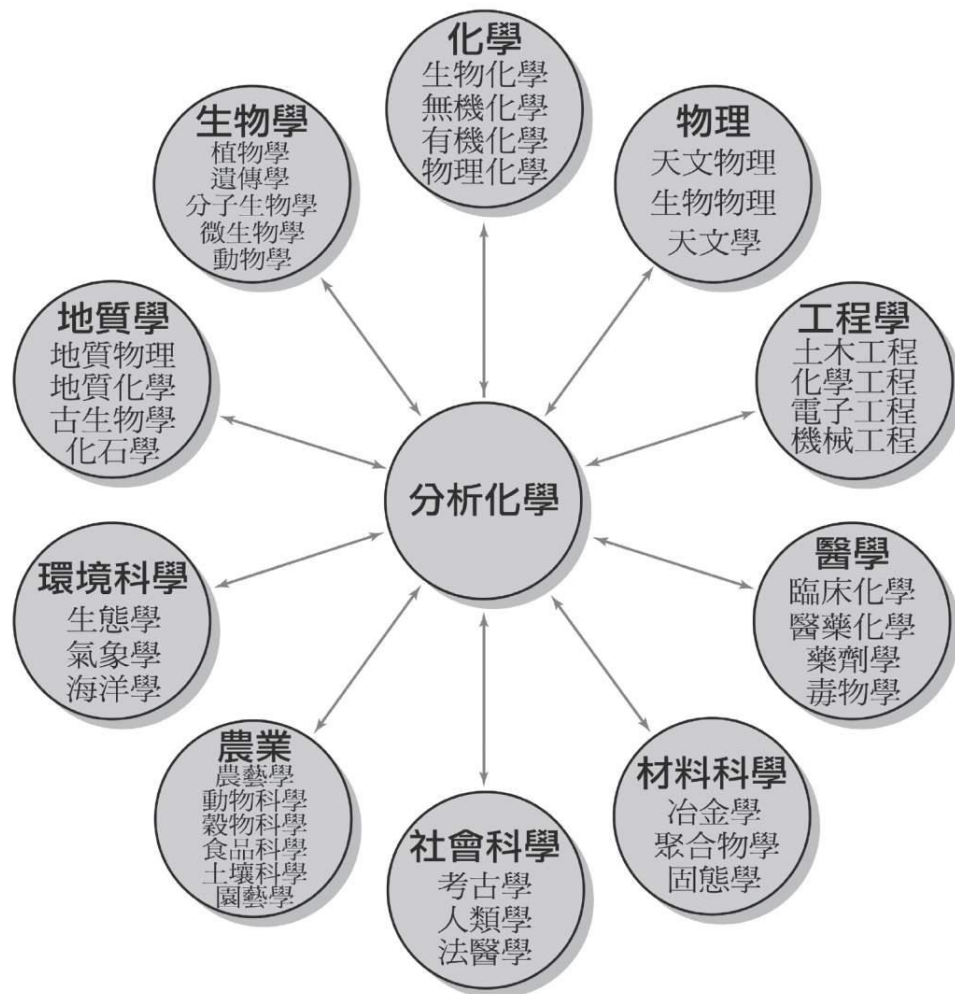 化學
生物化學
無機化學
有機化學
物理化學
生物學
植物學
遺傳學
分子生物學
微生物學
動物學
物理
天文物理
生物物理
天文學
地質學
地質物理
地質化學
古生物學
化石學
工程學
土木工程
化學工程
電子工程
機械工程
分析化學
環境科學
生態學
氣象學
海洋學
醫學
臨床化學
醫藥化學
藥劑學
毒物學
農業
農藝學
動物科學
穀物科學
食品科學
土壤科學
園藝學
社會科學
考古學
人類學
法醫學
材料科學
冶金學
聚合物學
固態學